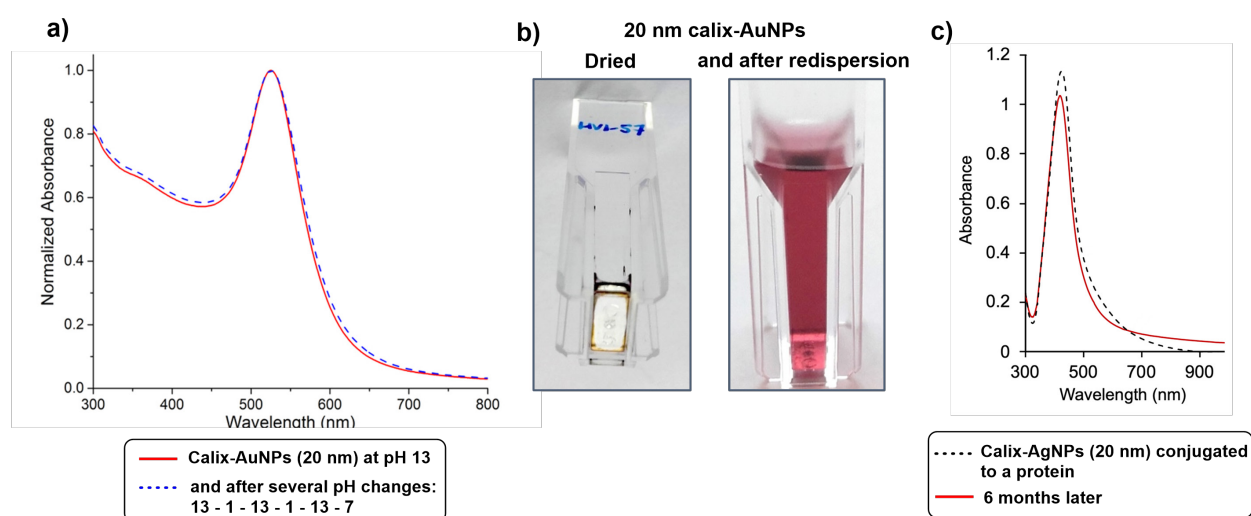 a)
Normalized Absorbance
1.0
0.8
0.6
0.4
0.2
0.0
300 400 500 600 700 800
Wavelength (nm)
Calix-AuNPs (20 nm) at pH 13
and after several pH changes:
13 - 1 - 13 - 1 - 13 - 7
b)
20 nm calix-AuNPs
Dried
and after redispersion
HVI-57
c)
Absorbance
1.2
1
0.8
0.6
0.4
0.2
0
300 500 700 900
Wavelength (nm)
Calix-AgNPs (20 nm) conjugated
to a protein
6 months later